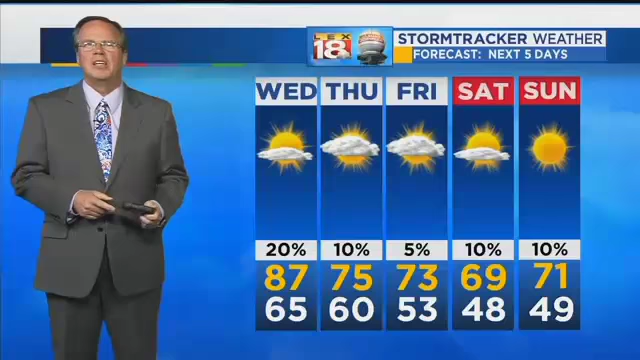 LEX
18
STORMTRACKER WEATHER
FORECAST: NEXT 5 DAYS
WED THU FRI SAT SUN
20% 10% 5% 10% 10%
87 75 73 69 71
65 60 53 48 49